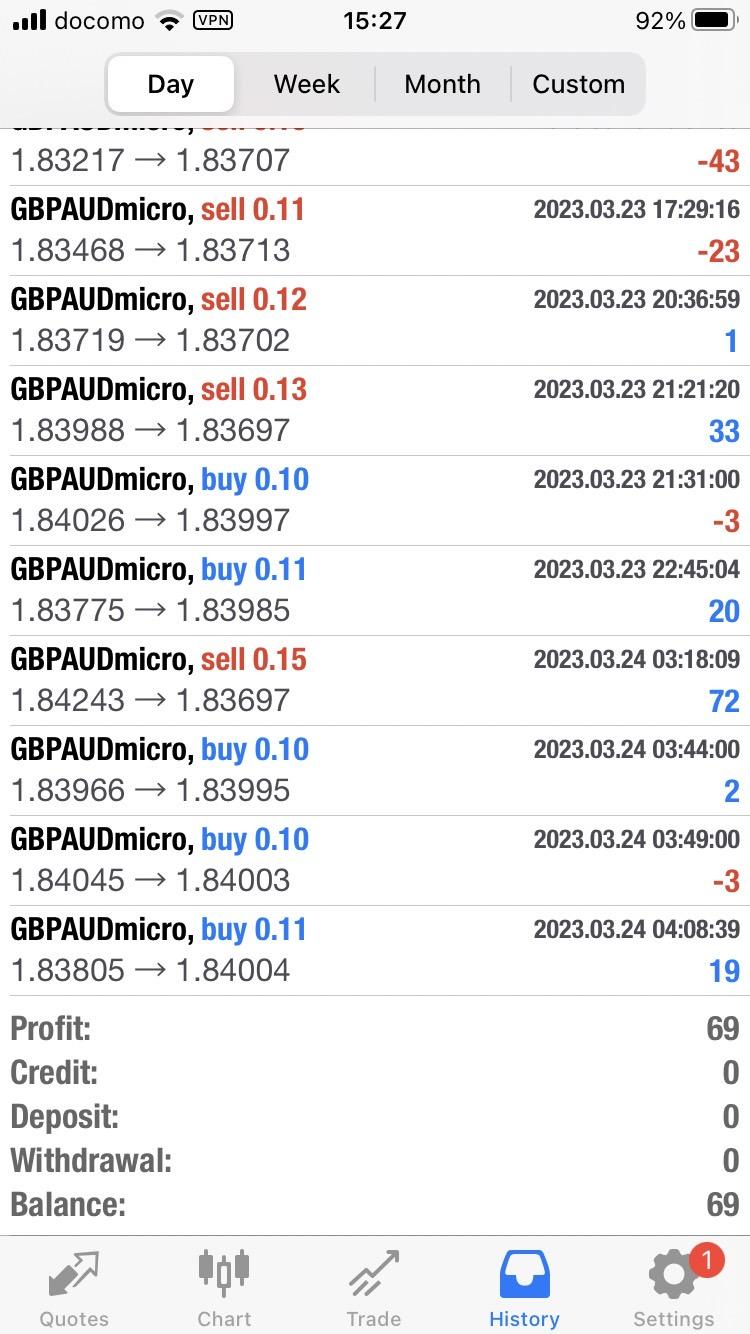 docomo VPN 15:27 92%
Day Week Month Custom
1.83217 → 1.83707 -43
GBPAUDmicro, sell 0.11 2023.03.23 17:29:16
1.83468 → 1.83713 -23
GBPAUDmicro, sell 0.12 2023.03.23 20:36:59
1.83719 → 1.83702 1
GBPAUDmicro, sell 0.13 2023.03.23 21:21:20
1.83988 → 1.83697 33
GBPAUDmicro, buy 0.10 2023.03.23 21:31:00
1.84026 → 1.83997 -3
GBPAUDmicro, buy 0.11 2023.03.23 22:45:04
1.83775 → 1.83985 20
GBPAUDmicro, sell 0.15 2023.03.24 03:18:09
1.84243 → 1.83697 72
GBPAUDmicro, buy 0.10 2023.03.24 03:44:00
1.83966 → 1.83995 2
GBPAUDmicro, buy 0.10 2023.03.24 03:49:00
1.84045 → 1.84003 -3
GBPAUDmicro, buy 0.11 2023.03.24 04:08:39
1.83805 → 1.84004 19
Profit: 69
Credit: 0
Deposit: 0
Withdrawal: 0
Balance: 69
1
Quotes Chart Trade History Settings